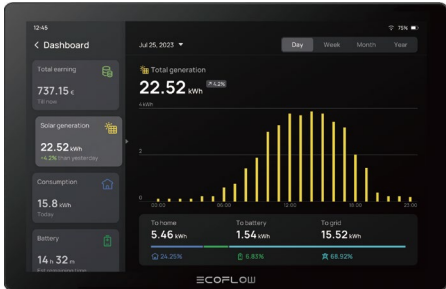 12:45
75%
Dashboard
Jul 25, 2023
Day Week Month Year
Total earning
737.15 €
Till now
Solar generation
22.52 kWh
+4.2% than yesterday
Consumption
15.8 kWh
Today
Battery
14 h 32 m
Total generation
22.52 kWh 4.2%
4 kWh
2
0
00:00 06:00 12:00 18:00 23:00
To home To battery To grid
5.46 kWh 1.54 kWh 15.52 kWh
24.25% 6.83% 68.92%
ECOFLOW